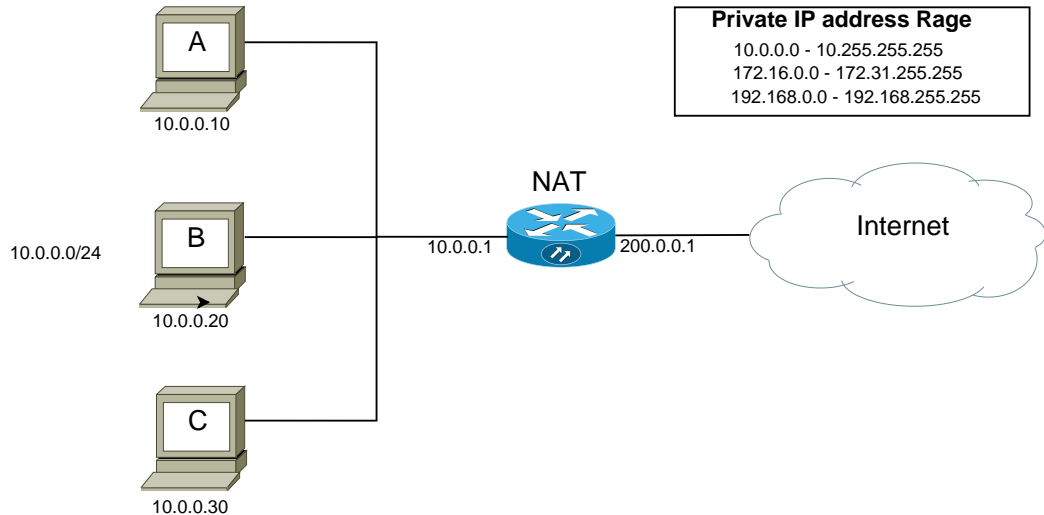 Private IP address Rage
10.0.0.0 - 10.255.255.255
172.16.0.0 - 172.31.255.255
192.168.0.0 - 192.168.255.255
A
10.0.0.10
NAT
Internet
10.0.0.0/24
B
10.0.0.1
200.0.0.1
10.0.0.20
C
10.0.0.30